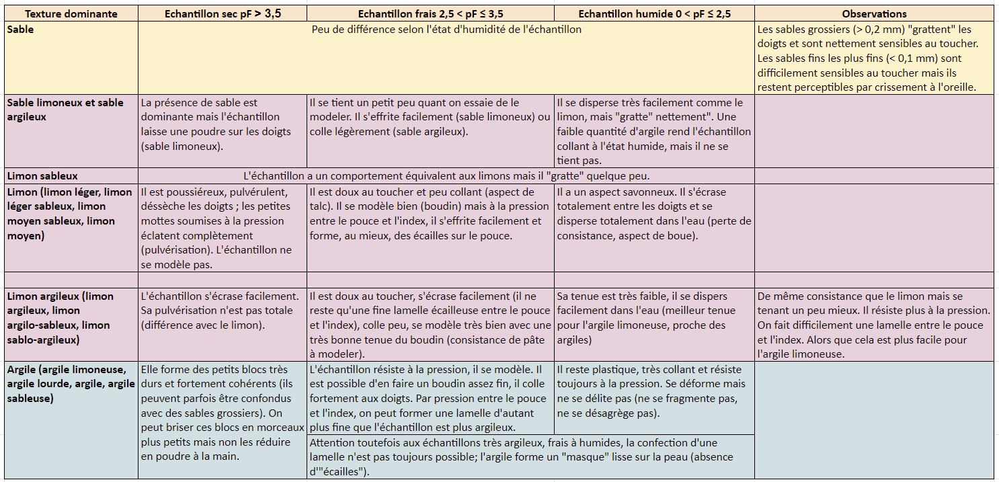 Texture dominante
Echantillon sec pF > 3,5
Echantillon frais 2,5 < pF ≤ 3,5
Echantillon humide 0 < pF ≤ 2,5
Observations
Sable
Peu de différence selon l'état d'humidité de l'échantillon
Les sables grossiers (> 0,2 mm) "grattent" les
doigts et sont nettement sensibles au toucher.
Les sables fins les plus fins (< 0,1 mm) sont
difficilement sensibles au toucher mais ils
restent perceptibles par crissement à l'oreille.
Sable limoneux et sable
argileux
La présence de sable est
dominante mais l'échantillon
laisse une poudre sur les doigts
(sable limoneux).
Il se tient un petit peu quant on essaie de le
modeler. Il s'effrite facilement (sable limoneux) ou
colle légèrement (sable argileux).
Il se disperse très facilement comme le
limon, mais "gratte" nettement". Une
faible quantité d'argile rend l'échantillon
collant à l'état humide, mais il ne se
tient pas.
Limon sableux
L'échantillon a un comportement équivalent aux limons mais il "gratte" quelque peu.
Limon (limon léger, limon
léger sableux, limon
moyen sableux, limon
moyen)
Il est poussiéreux, pulvérulent,
déssèche les doigts ; les petites
mottes soumises à la pression
éclatent complètement
(pulvérisation). L'échantillon ne
se modèle pas.
Il est doux au toucher et peu collant (aspect de
talc). Il se modèle bien (boudin) mais à la pression
entre le pouce et l'index, il s'effrite facilement et
forme, au mieux, des écailles sur le pouce.
Il a un aspect savonneux. Il s'écrase
totalement entre les doigts et se
disperse totalement dans l'eau (perte de
consistance, aspect de boue).
Limon argileux (limon
argileux, limon
argilo-sableux, limon
sablo-argileux)
L'échantillon s'écrase facilement.
Sa pulvérisation n'est pas totale
(différence avec le limon).
Il est doux au toucher, s'écrase facilement (il ne
reste qu'une fine lamelle écailleuse entre le pouce
et l'index), colle peu, se modèle très bien avec une
très bonne tenue du boudin (consistance de pâte
à modeler).
Sa tenue est très faible, il se dispers
facilement dans l'eau (meilleur tenue
pour l'argile limoneuse, proche des
argiles)
De même consistance que le limon mais se
tenant un peu mieux. Il résiste plus à la pression.
On fait difficilement une lamelle entre le pouce
et l'index. Alors que cela est plus facile pour
l'argile limoneuse.
Argile (argile limoneuse,
argile lourde, argile, argile
sableuse)
Elle forme des petits blocs très
durs et fortement cohérents (ils
peuvent parfois être confondus
avec des sables grossiers). On
peut briser ces blocs en morceaux
plus petits mais non les réduire
en poudre à la main.
L'échantillon résiste à la pression, il se modèle. Il
est possible d'en faire un boudin assez fin, il colle
fortement aux doigts. Par pression entre le pouce
et l'index, on peut former une lamelle d'autant
plus fine que l'échantillon est plus argileux.
Il reste plastique, très collant et résiste
toujours à la pression. Se déforme mais
ne se délite pas (ne se fragmente pas,
ne se désagrège pas).
Attention toutefois aux échantillons très argileux, frais à humides, la confection d'une
lamelle n'est pas toujours possible; l'argile forme un "masque" lisse sur la peau (absence
d'"écailles").